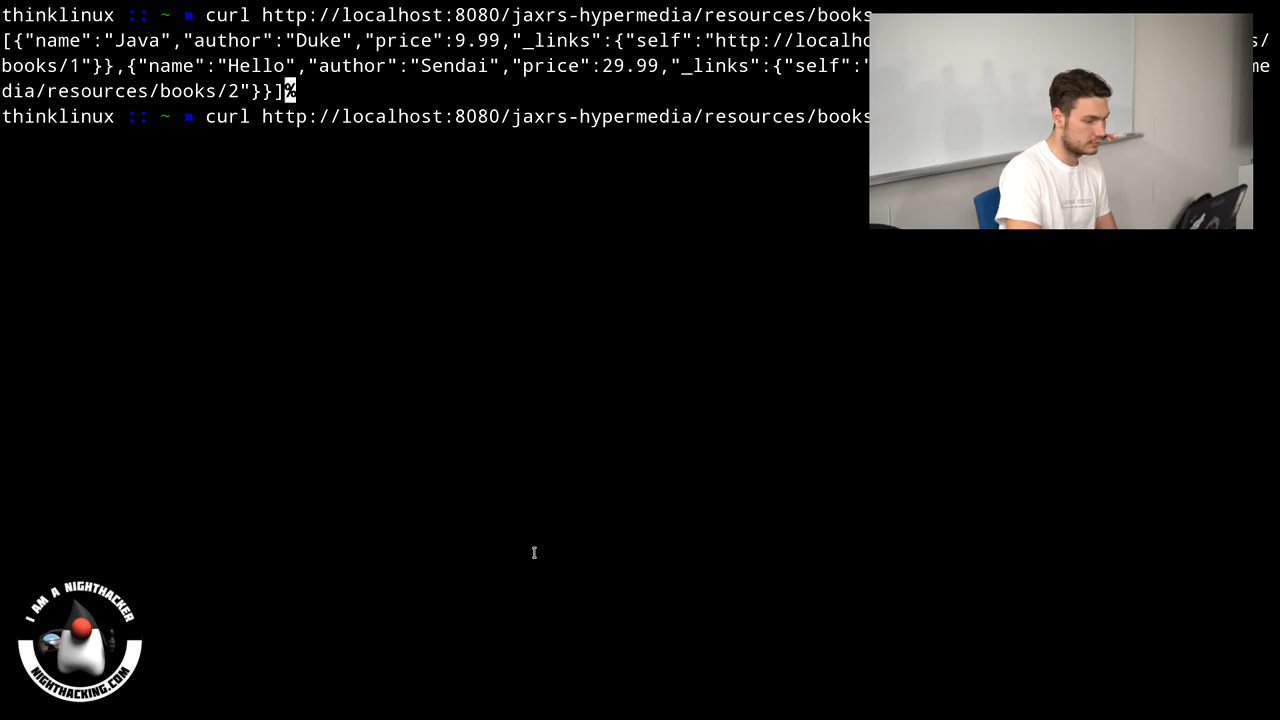 thinklinux :: ~ » curl http://localhost:8080/jaxrs-hypermedia/resources/books
[{"name":"Java","author":"Duke","price":9.99,"_links":{"self":"http://localho s/
books/1"}},{"name":"Hello","author":"Sendai","price":29.99,"_links":{"self":" me
dia/resources/books/2"}}]%
thinklinux :: ~ » curl http://localhost:8080/jaxrs-hypermedia/resources/books
I AM A NIGHTHACKER
NIGHTHACKING.COM